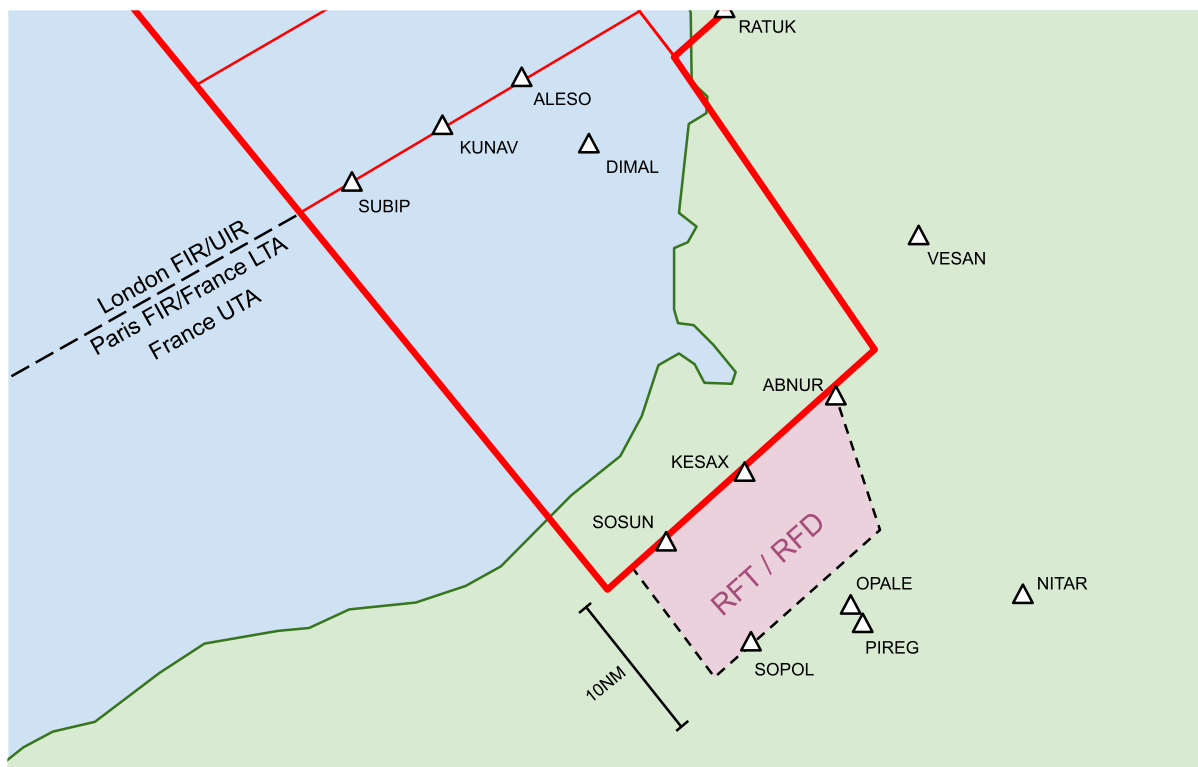 RATUK
ALESO
KUNAV
DIMAL
SUBIP
London FIR/UIR
Paris FIR/France LTA
France UTA
VESAN
ABNUR
KESAX
SOSUN
RFT / RFD
OPALE
NITAR
PIREG
SOPOL
10NM